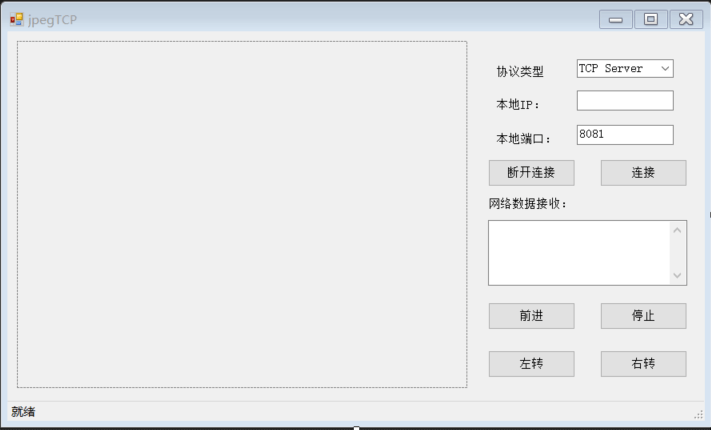 jpegTCP
协议类型 TCP Server
本地IP：
本地端口： 8081
断开连接 连接
网络数据接收：
前进 停止
左转 右转
就绪